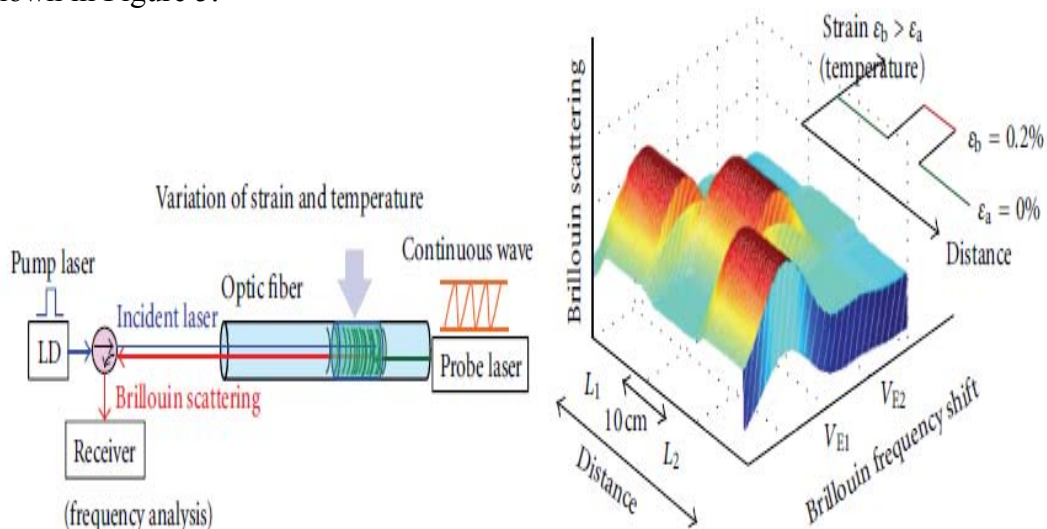 Variation of strain and temperature
Pump laser
Continuous wave
Optic fiber
Incident laser
LD
Probe laser
Brillouin scattering
Receiver
(frequency analysis)
Strain εb > εa
(temperature)
εb = 0.2%
εa = 0%
Distance
Brillouin scattering
L1
10 cm
L2
Distance
VE1
VE2
Brillouin frequency shift